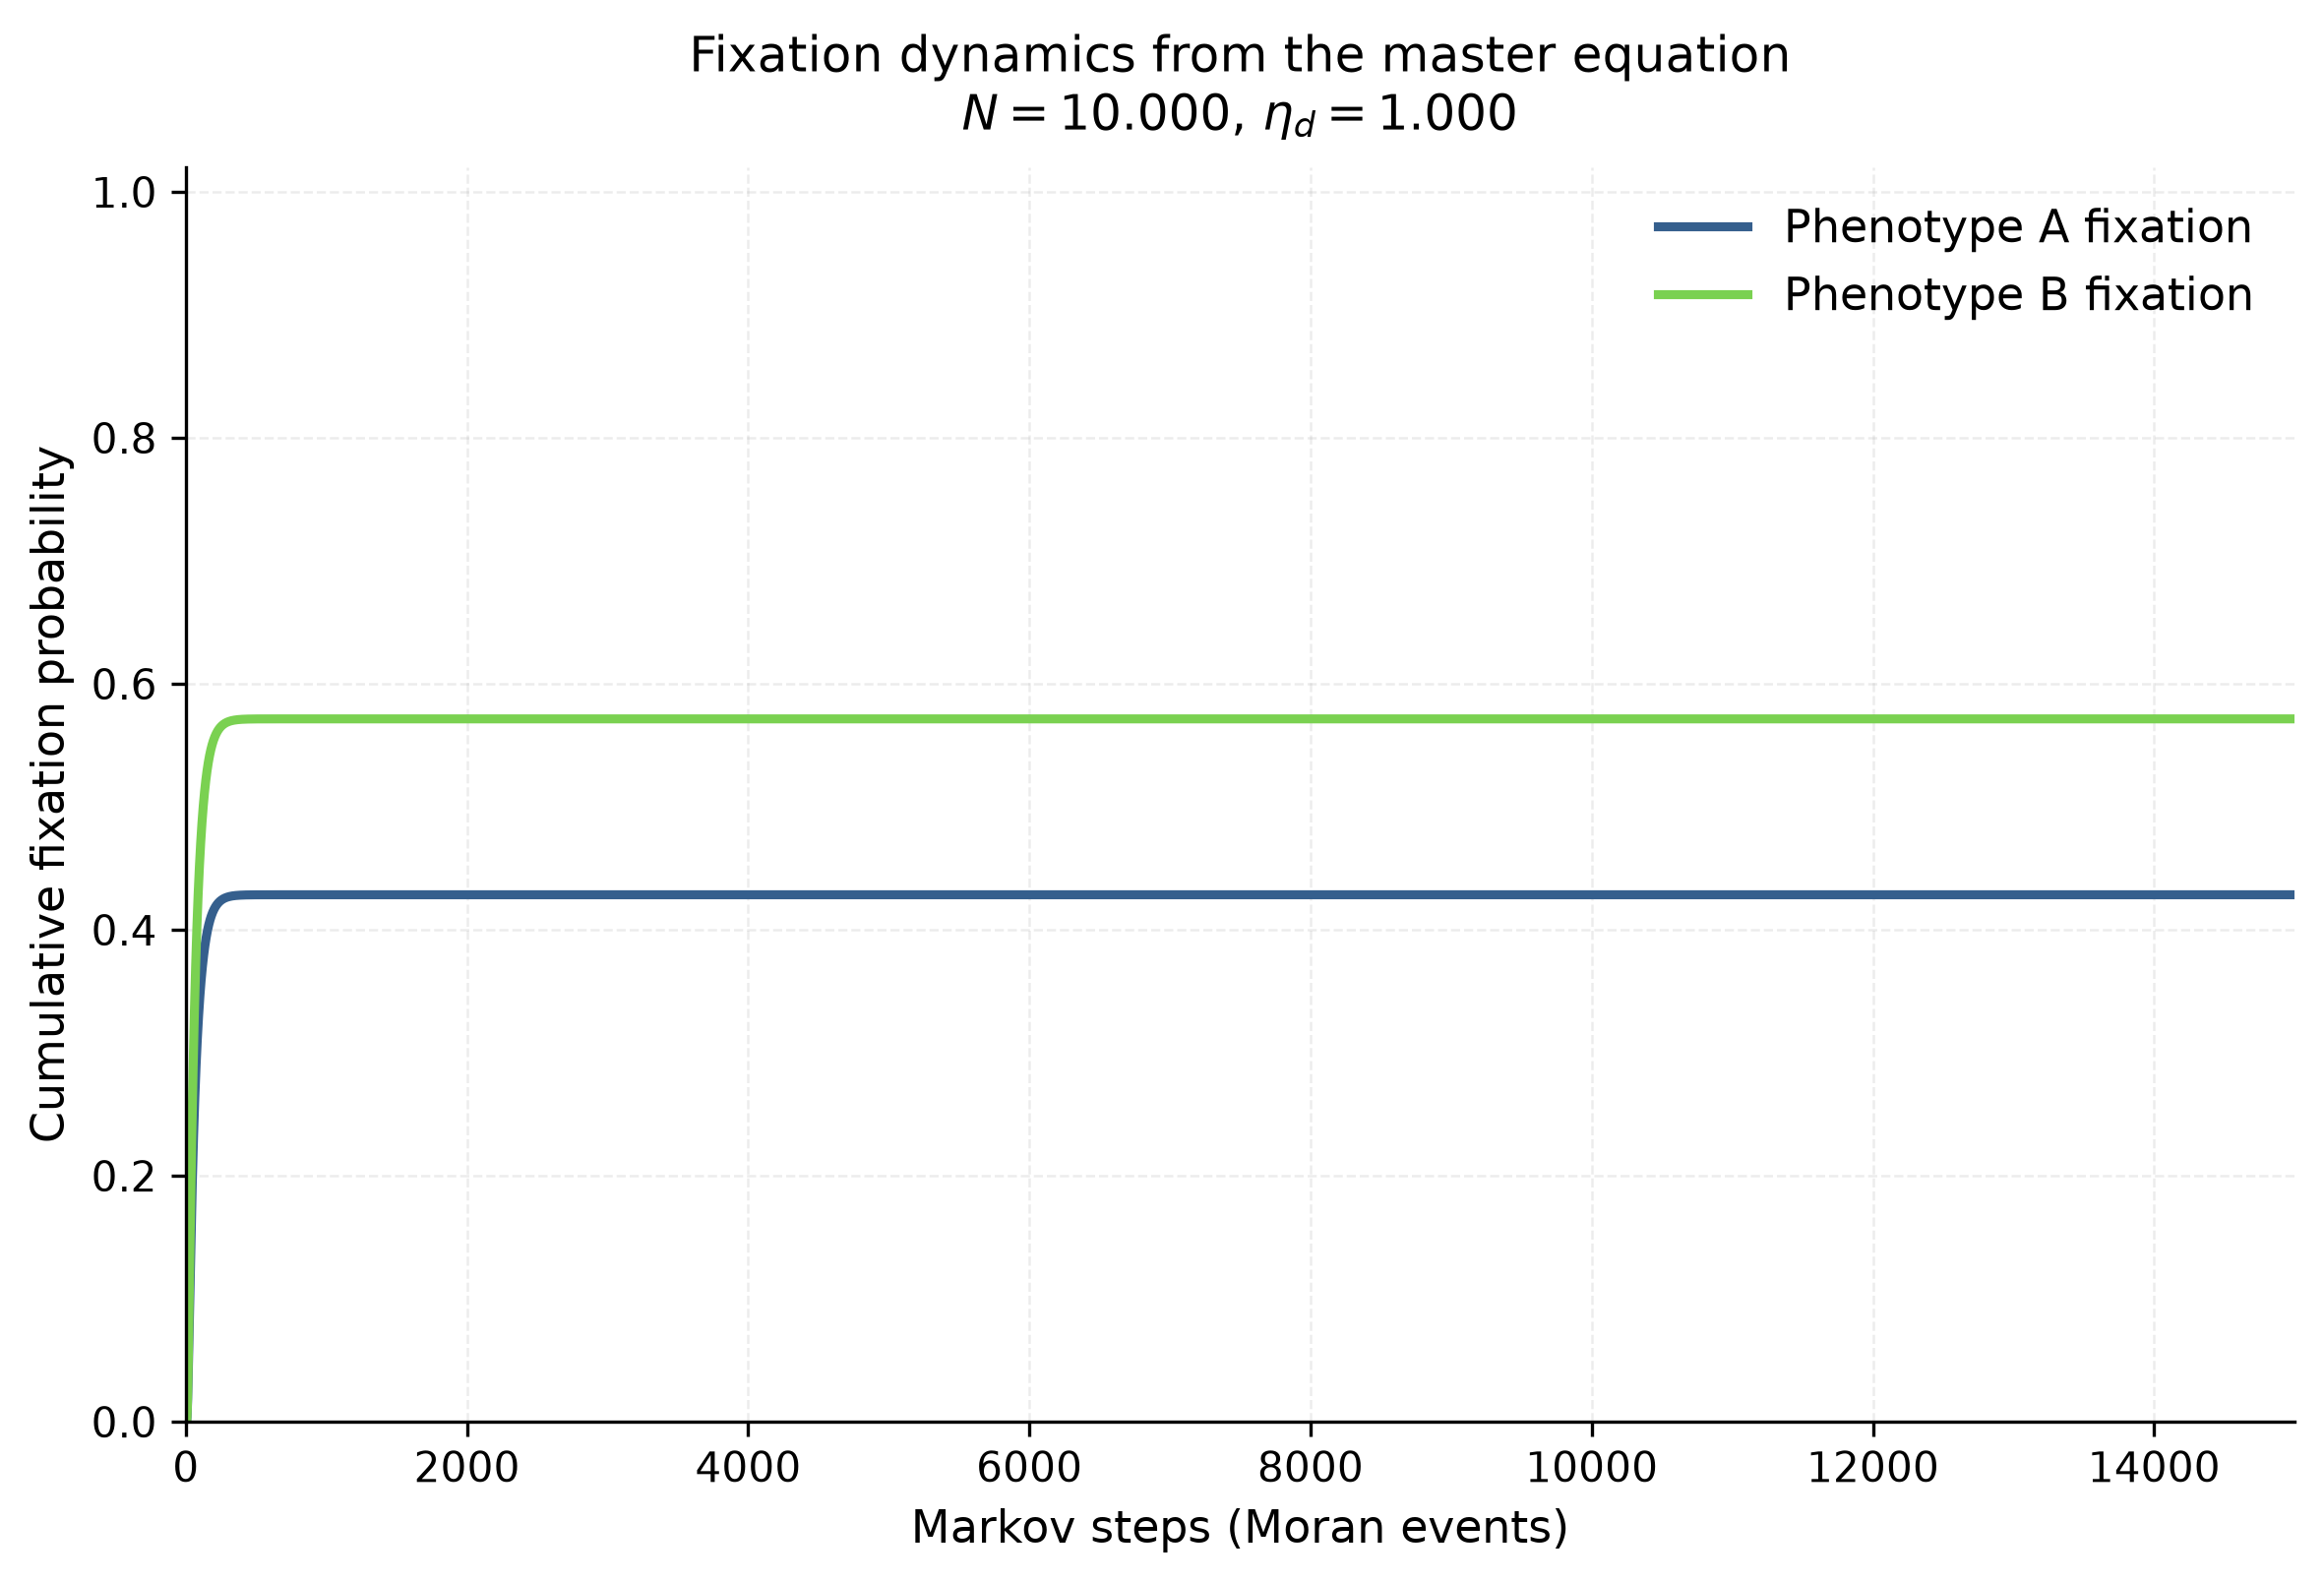 Fixation dynamics from the master equation
N = 10.000, η_d = 1.000
Cumulative fixation probability
1.0
0.8
0.6
0.4
0.2
0.0
Phenotype A fixation
Phenotype B fixation
0 2000 4000 6000 8000 10000 12000 14000
Markov steps (Moran events)